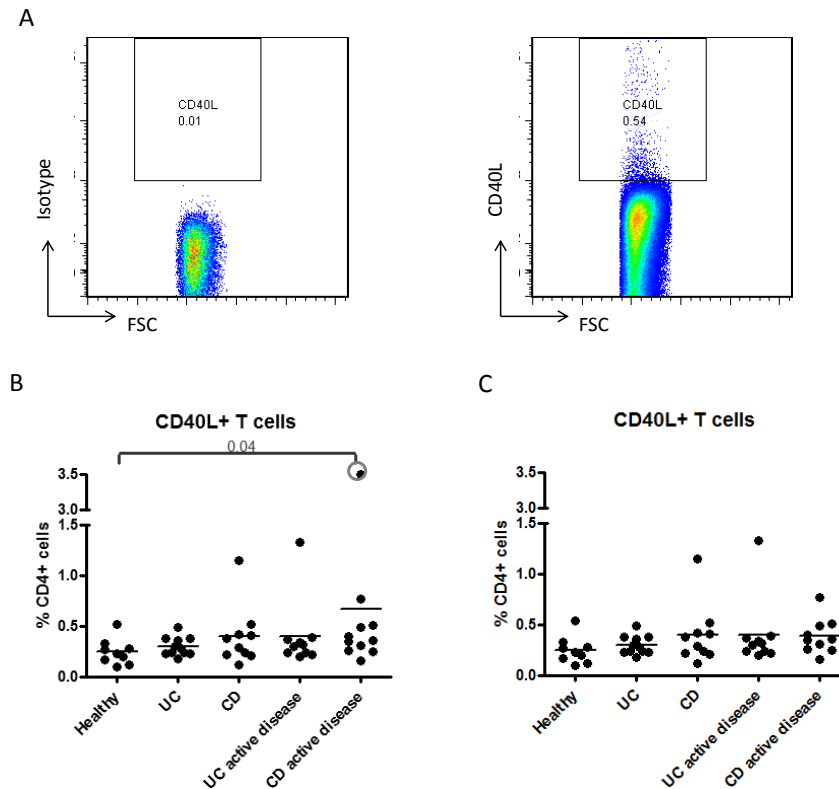 A
Isotype
CD40L
0.01
FSC
CD40L
CD40L
0.54
FSC
B
CD40L+ T cells
0.04
% CD4+ cells
3.5
3.0
1.5
1.0
0.5
0.0
Healthy
UC
CD
UC active disease
CD active disease
C
CD40L+ T cells
% CD4+ cells
3.5
3.0
1.5
1.0
0.5
0.0
Healthy
UC
CD
UC active disease
CD active disease